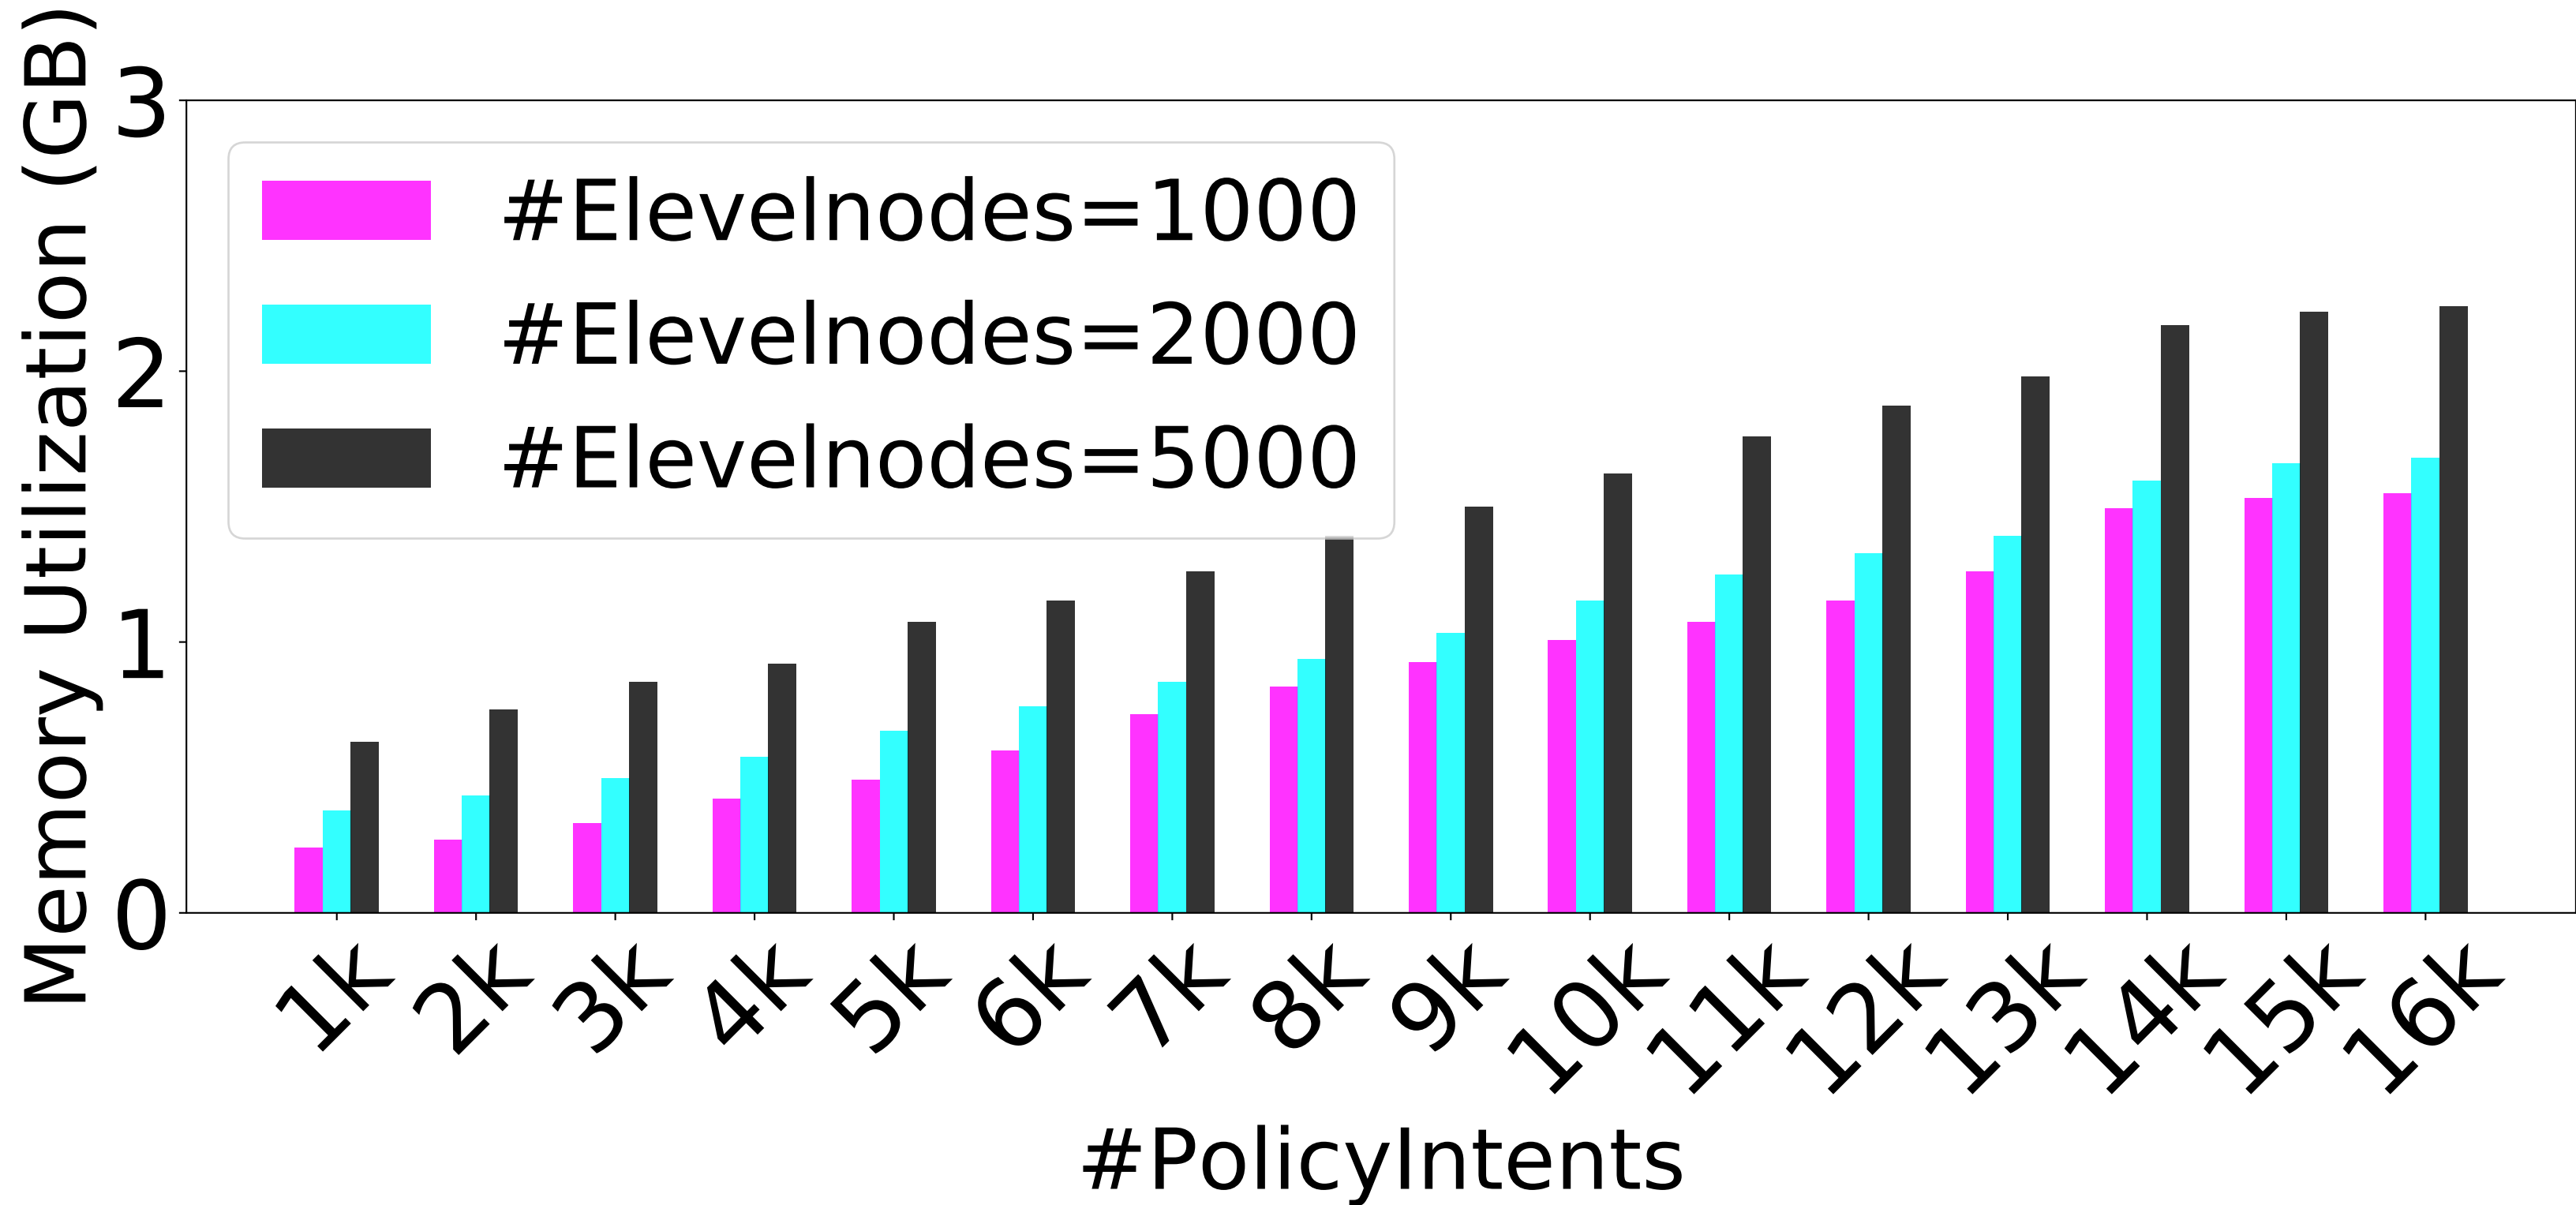 Memory Utilization (GB)
3
2
1
0
#Elevelnodes=1000
#Elevelnodes=2000
#Elevelnodes=5000
1k 2k 3k 4k 5k 6k 7k 8k 9k 10k 11k 12k 13k 14k 15k 16k
#PolicyIntents